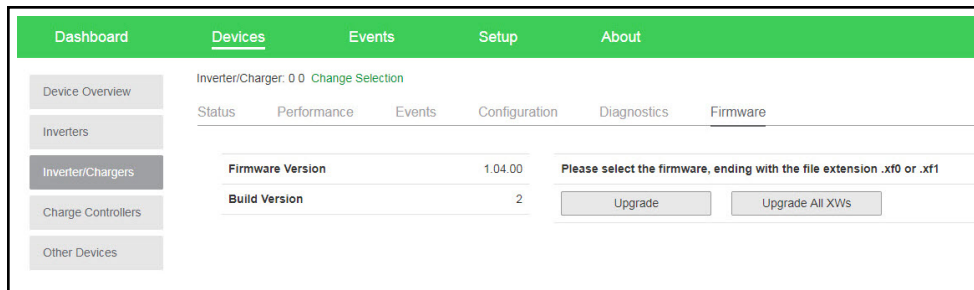 Dashboard Devices Events Setup About
Inverter/Charger: 0 0 Change Selection
Device Overview
Inverters
Inverter/Chargers
Charge Controllers
Other Devices
Status Performance Events Configuration Diagnostics Firmware
Firmware Version 1.04.00
Build Version 2
Please select the firmware, ending with the file extension .xf0 or .xf1
Upgrade Upgrade All XWs